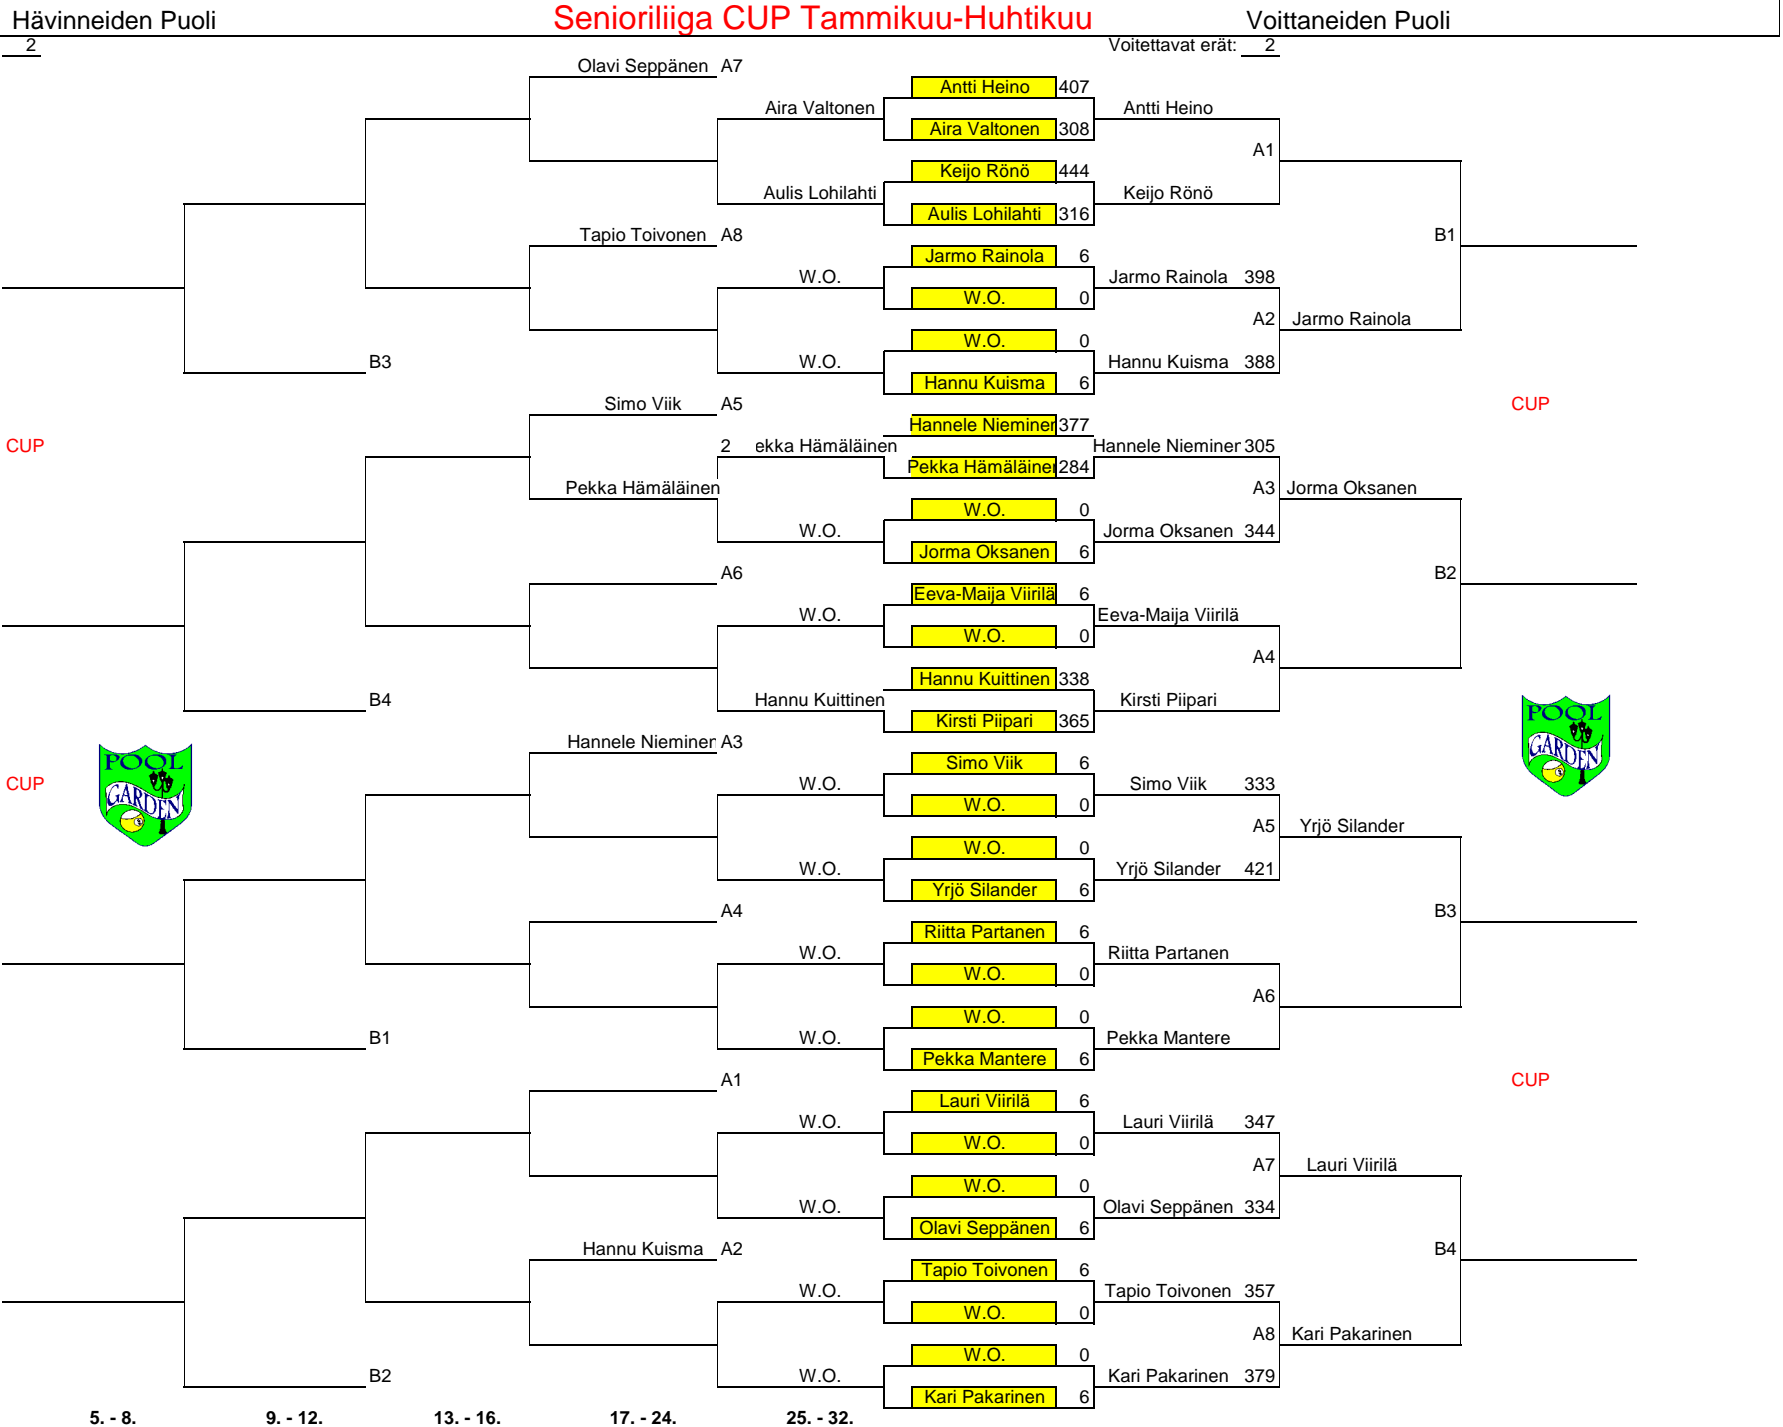 Hävinneiden Puoli Senioriliiga CUP Tammikuu-Huhtikuu Voittaneiden Puoli
2 Voitettavat erät: 2
Olavi Seppänen A7
Antti Heino 407
Aira Valtonen Antti Heino
Aira Valtonen 308
A1
Keijo Rönö 444
Aulis Lohilahti Keijo Rönö
Aulis Lohilahti 316
Tapio Toivonen A8 B1
Jarmo Rainola 6
W.O. Jarmo Rainola 398
W.O. 0
A2 Jarmo Rainola
W.O. 0
B3 W.O. Hannu Kuisma 388
Hannu Kuisma 6
Simo Viik A5 CUP
Hannele Nieminen 377
CUP 2 ekka Hämäläinen Hannele Nieminen 305
Pekka Hämäläinen 284
Pekka Hämäläinen A3 Jorma Oksanen
W.O. 0
W.O. Jorma Oksanen 344
Jorma Oksanen 6
A6 B2
Eeva-Maija Viirilä 6
W.O. Eeva-Maija Viirilä
W.O. 0
A4
Hannu Kuittinen 338
B4 Hannu Kuittinen Kirsti Piipari
Kirsti Piipari 365
POOL
GARDEN
Hannele Nieminen A3
POOL
GARDEN
Simo Viik 6
CUP W.O. Simo Viik 333
W.O. 0
A5 Yrjö Silander
W.O. 0
W.O. Yrjö Silander 421
Yrjö Silander 6
A4 B3
Riitta Partanen 6
W.O. Riitta Partanen
W.O. 0
A6
W.O. 0
B1 W.O. Pekka Mantere
Pekka Mantere 6
A1 CUP
Lauri Viirilä 6
W.O. Lauri Viirilä 347
W.O. 0
A7 Lauri Viirilä
W.O. 0
W.O. Olavi Seppänen 334
Olavi Seppänen 6
Hannu Kuisma A2 B4
Tapio Toivonen 6
W.O. Tapio Toivonen 357
W.O. 0
A8 Kari Pakarinen
W.O. 0
B2 W.O. Kari Pakarinen 379
Kari Pakarinen 6
5. - 8. 9. - 12. 13. - 16. 17. - 24. 25. - 32.